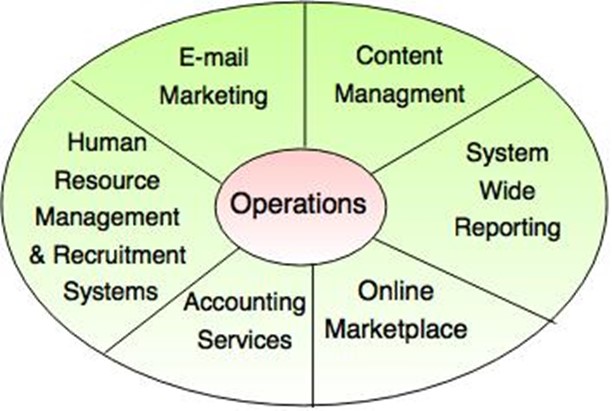 E-mail
Marketing
Content
Managment
System
Wide
Reporting
Online
Marketplace
Accounting
Services
Human
Resource
Management
& Recruitment
Systems
Operations